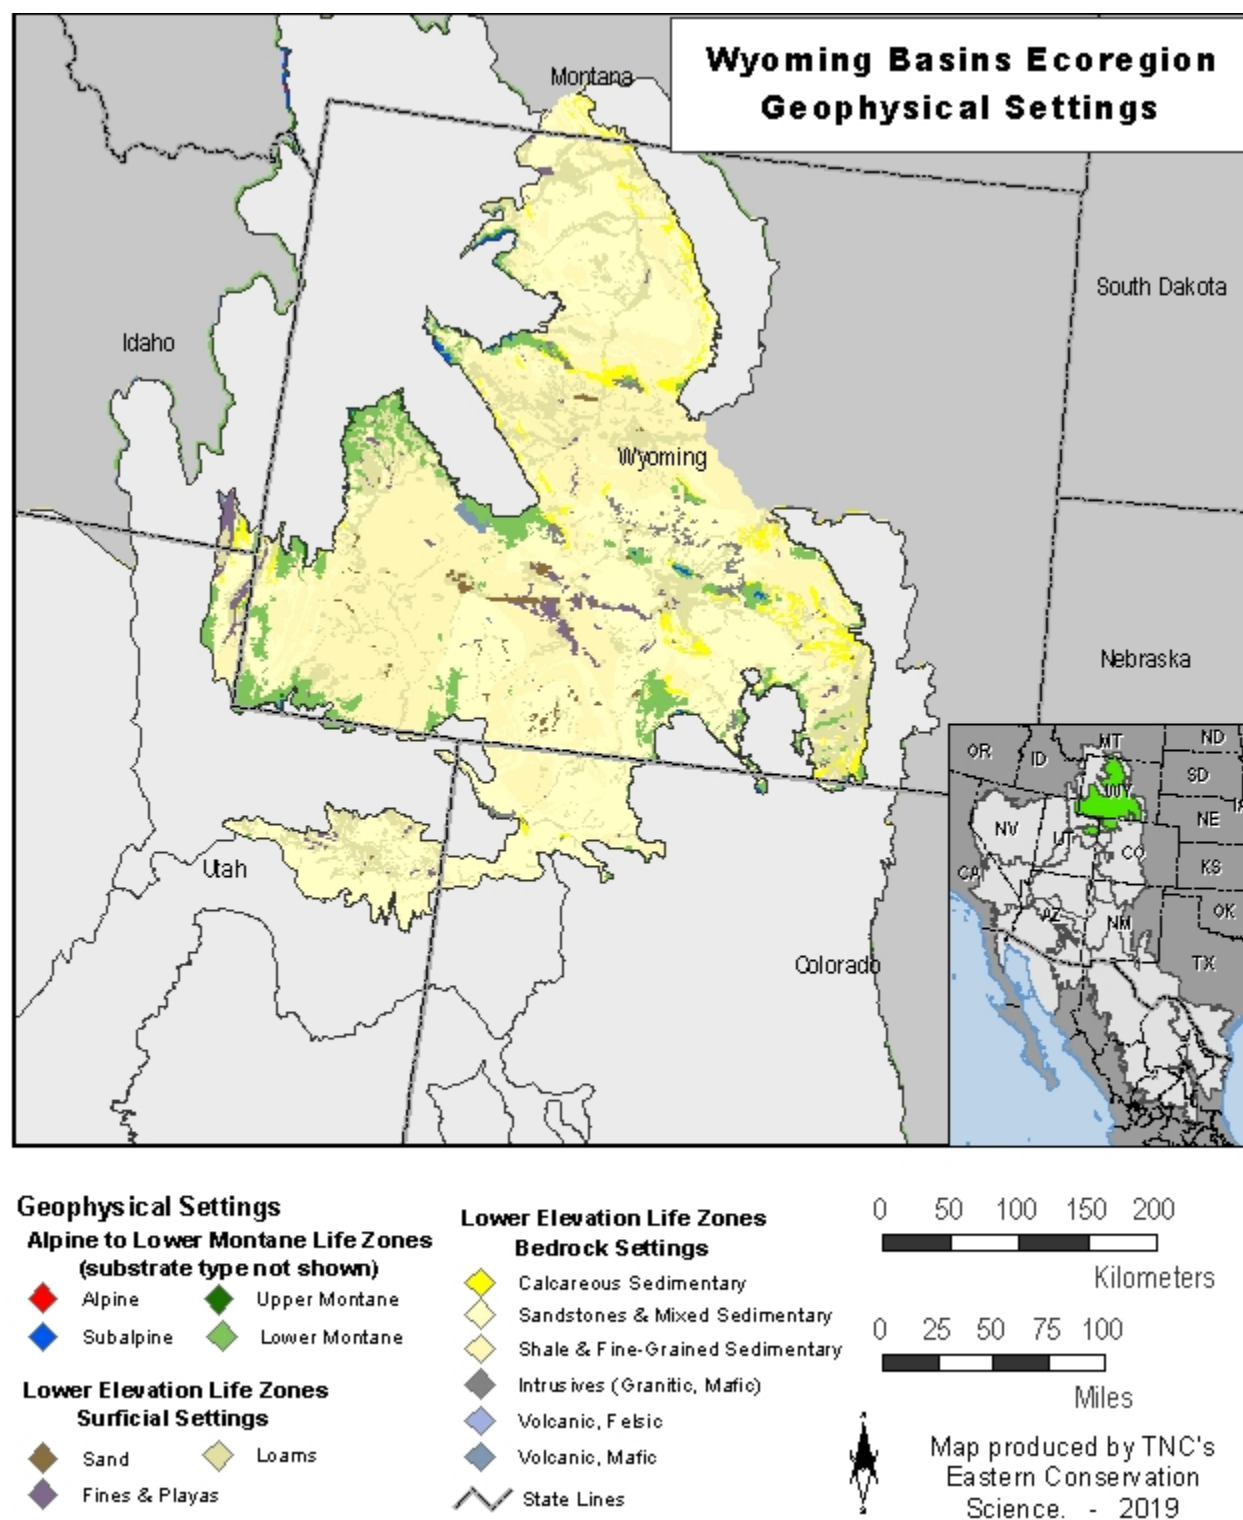 Wyoming Basins Ecoregion
Geophysical Settings
Montana
South Dakota
Idaho
Wyoming
Nebraska
Utah
Colorado
OR
ID
MT
ND
SD
WY
NE
NV
UT
CO
KS
CA
AZ
NM
OK
TX
Geophysical Settings
Alpine to Lower Montane Life Zones
(substrate type not shown)
Alpine
Upper Montane
Subalpine
Lower Montane
Lower Elevation Life Zones
Surficial Settings
Sand
Loams
Fines & Playas
Lower Elevation Life Zones
Bedrock Settings
Calcareous Sedimentary
Sandstones & Mixed Sedimentary
Shale & Fine-Grained Sedimentary
Intrusives (Granitic, Mafic)
Volcanic, Felsic
Volcanic, Mafic
State Lines
0 50 100 150 200
Kilometers
0 25 50 75 100
Miles
Map produced by TNC's
Eastern Conservation
Science. - 2019